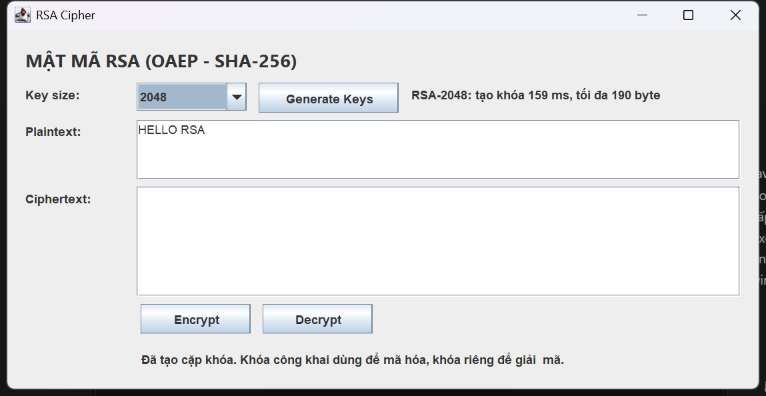 RSA Cipher
MẬT MÃ RSA (OAEP - SHA-256)
Key size: 2048 Generate Keys RSA-2048: tạo khóa 159 ms, tối đa 190 byte
Plaintext: HELLO RSA
Ciphertext:
Encrypt Decrypt
Đã tạo cặp khóa. Khóa công khai dùng để mã hóa, khóa riêng để giải  mã.